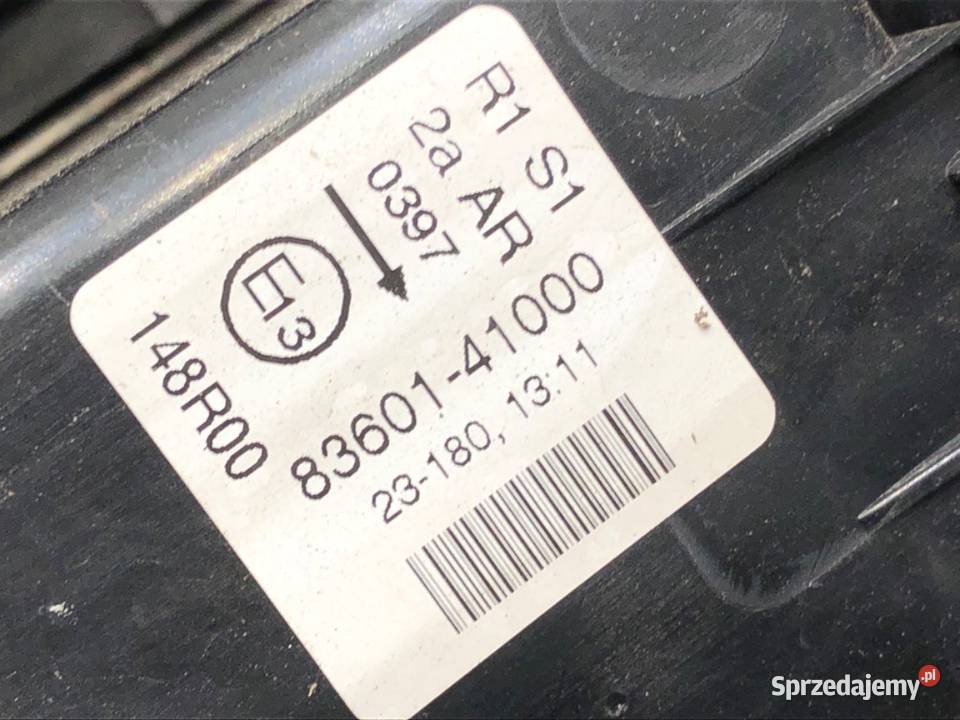 R1 S1
2a AR
0397
E13
148R00
83601-41000
23-180, 13:11
Sprzedajemy.pl